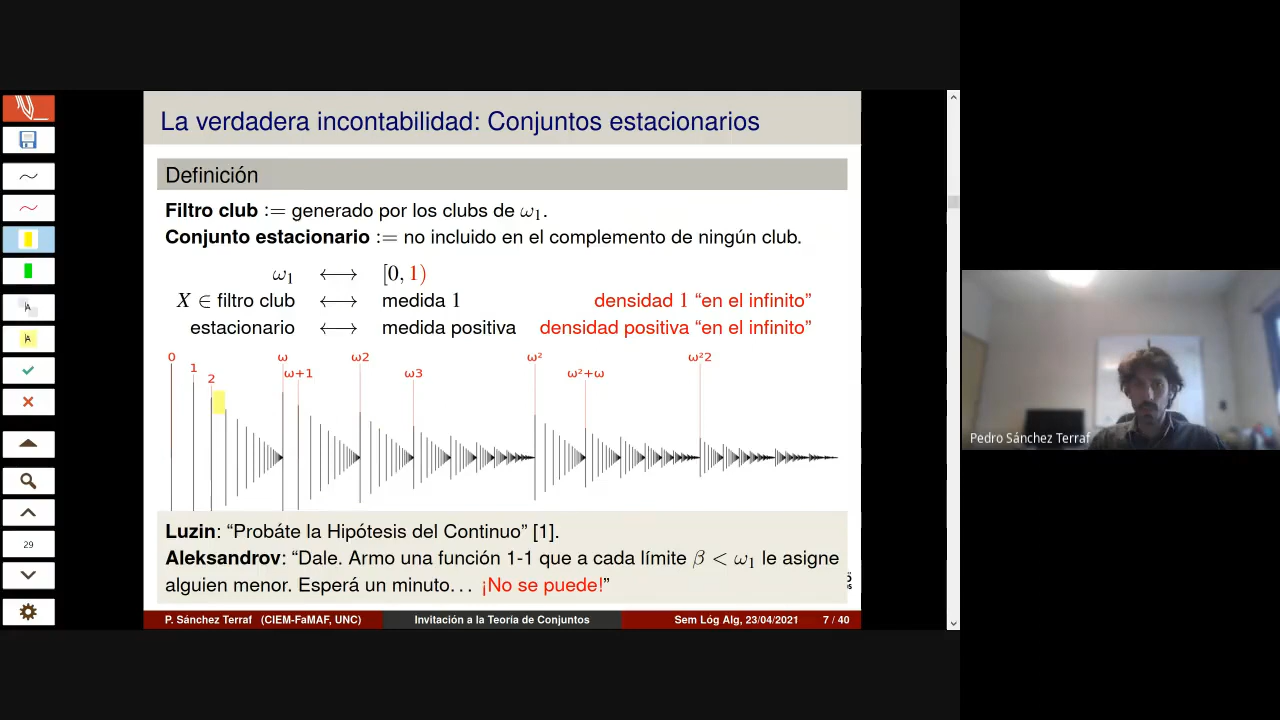 La verdadera incontabilidad: Conjuntos estacionarios
Definición
Filtro club := generado por los clubs de ω₁.
Conjunto estacionario := no incluido en el complemento de ningún club.
ω₁ ⟷ [0, 1)
X ∈ filtro club ⟷ medida 1 densidad 1 “en el infinito”
estacionario ⟷ medida positiva densidad positiva “en el infinito”
0 ω ω2 ω² ω²2
1 ω+1 ω3 ω²+ω
2
Luzin: “Probáte la Hipótesis del Continuo” [1].
Aleksandrov: “Dale. Armo una función 1-1 que a cada límite β < ω₁ le asigne
alguien menor. Esperá un minuto… ¡No se puede!”
P. Sánchez Terraf (CIEM-FaMAF, UNC) Invitación a la Teoría de Conjuntos Sem Lóg Alg, 23/04/2021 7 / 40
29
Pedro Sánchez Terraf